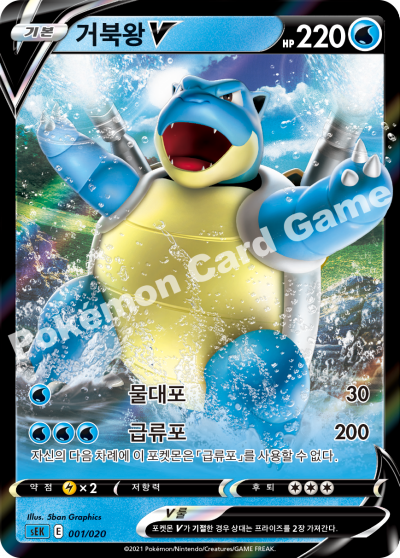 기본 거북왕 V HP 220
Pokémon Card Game
물대포 30
급류포 200
자신의 다음 차례에 이 포켓몬은 「급류포」를 사용할 수 없다.
약점 ×2 저항력 후퇴
V룰
포켓몬 V가 기절한 경우 상대는 프라이즈를 2장 가져간다.
Illus. 5ban Graphics
sEK E 001/020
©2021 Pokémon/Nintendo/Creatures/GAME FREAK.